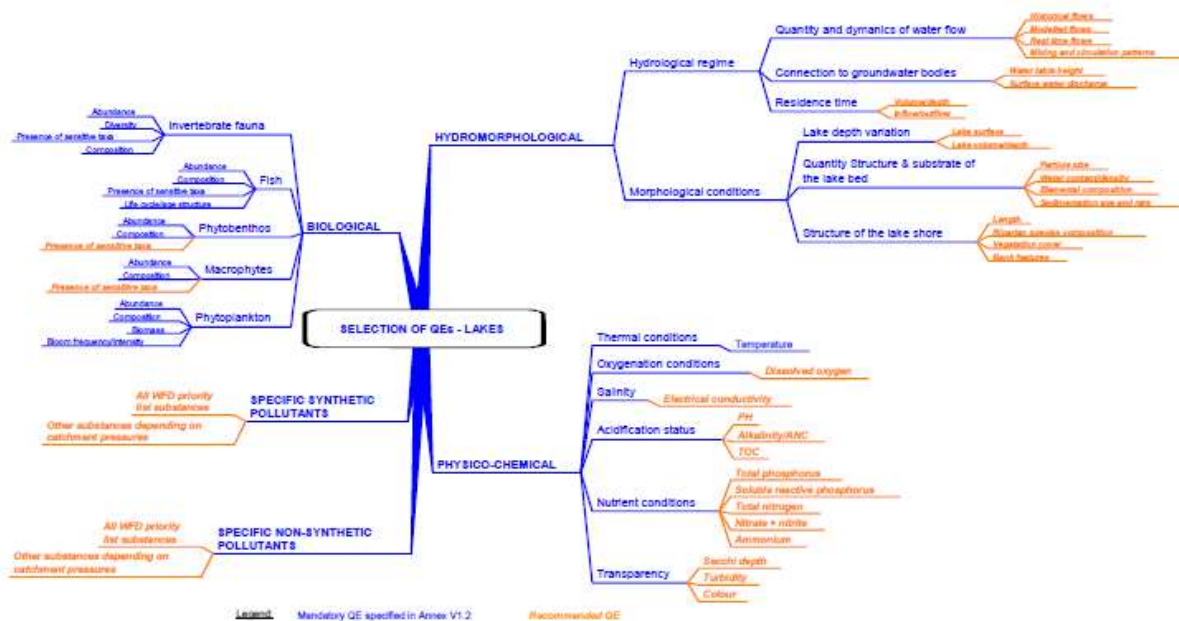 Historical flows
Modelled flows
Real time flows
Mixing and circulation patterns
Quantity and dymanics of water flow
Hydrological regime
Water table height
Surface water discharge
Connection to groundwater bodies
Residence time
Volume/depth
Inflow/outflow
HYDROMORPHOLOGICAL
Lake depth variation
Lake surface
Lake volume/depth
Quantity Structure & substrate of
the lake bed
Particle size
Water content/density
Elemental composition
Sedimentation size and rate
Morphological conditions
Structure of the lake shore
Length
Riparian species composition
Vegetation cover
Bank features
Abundance
Diversity
Presence of sensitive taxa
Composition
Invertebrate fauna
Abundance
Composition
Presence of sensitive taxa
Life cycle/age structure
Fish
BIOLOGICAL
Abundance
Composition
Presence of sensitive taxa
Phytobenthos
Abundance
Composition
Presence of sensitive taxa
Macrophytes
Abundance
Composition
Biomass
Bloom frequency/intensity
Phytoplankton
SELECTION OF QEs - LAKES
Thermal conditions
Temperature
Oxygenation conditions
Dissolved oxygen
Salinity
Electrical conductivity
Acidification status
PH
Alkalinity/ANC
TOC
PHYSICO-CHEMICAL
Nutrient conditions
Total phosphorus
Soluble reactive phosphorus
Total nitrogen
Nitrate + nitrite
Ammonium
Transparency
Secchi depth
Turbidity
Colour
All WFD priority
list substances
Other substances depending on
catchment pressures
SPECIFIC SYNTHETIC
POLLUTANTS
All WFD priority
list substances
Other substances depending on
catchment pressures
SPECIFIC NON-SYNTHETIC
POLLUTANTS
Legend: Mandatory QE specified in Annex V1.2 Recommended QE